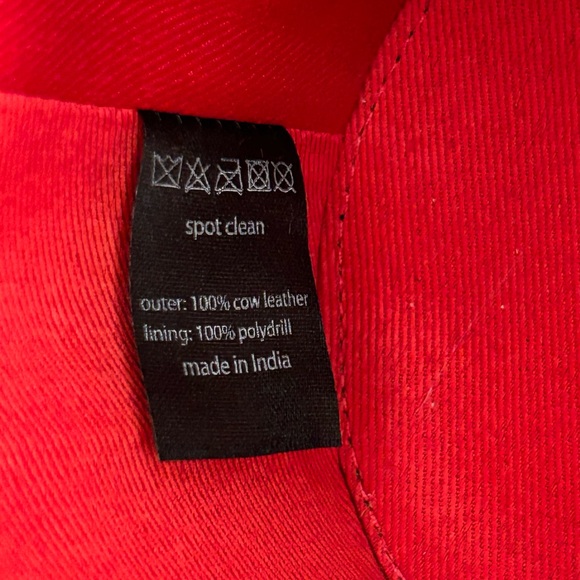 spot clean
outer: 100% cow leather
lining: 100% polydrill
made in India